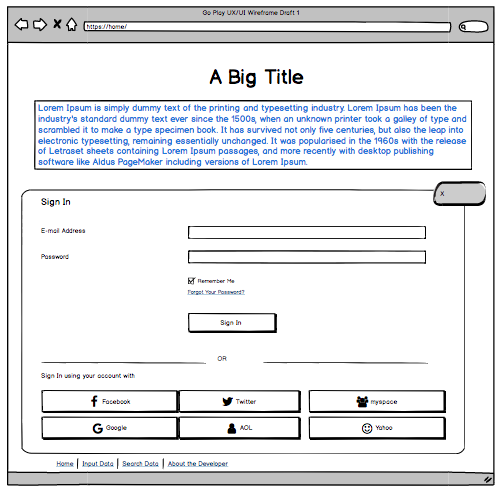 Go Play UX/UI Wireframe Draft 1
https://home/
A Big Title
Lorem Ipsum is simply dummy text of the printing and typesetting industry. Lorem Ipsum has been the
industry's standard dummy text ever since the 1500s, when an unknown printer took a galley of type and
scrambled it to make a type specimen book. It has survived not only five centuries, but also the leap into
electronic typesetting, remaining essentially unchanged. It was popularised in the 1960s with the release
of Letraset sheets containing Lorem Ipsum passages, and more recently with desktop publishing
software like Aldus PageMaker including versions of Lorem Ipsum.
X
Sign In
E-mail Address
Password
Remember Me
Forgot Your Password?
Sign In
OR
Sign In using your account with
Facebook Twitter myspace
Google AOL Yahoo
Home | Input Data | Search Data | About the Developer